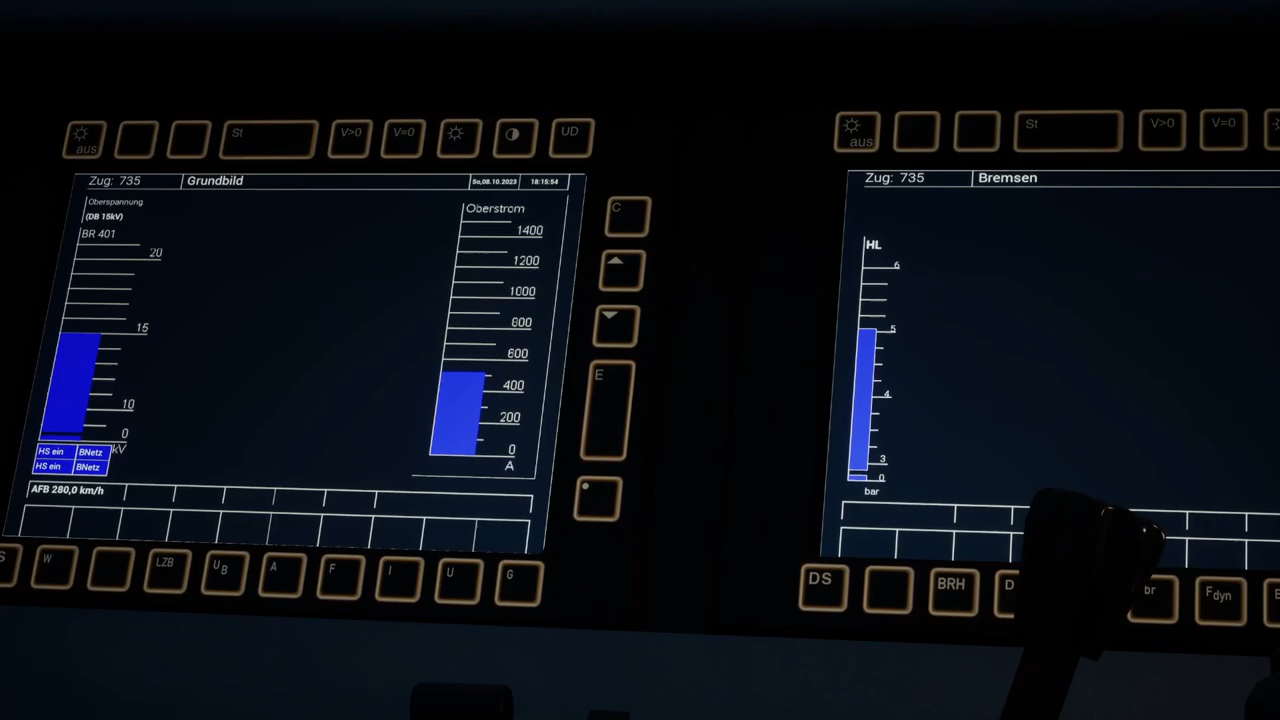 aus
St
V>0
V=0
UD
Zug: 735
Grundbild
So,08.10.2023
18:15:54
Oberspannung
(DB 15kV)
BR 401
20
15
10
0
kV
HS ein
BNetz
HS ein
BNetz
Oberstrom
1400
1200
1000
800
600
400
200
0
A
AFB 280,0 km/h
C
E
S
W
LZB
UB
A
F
I
U
G
aus
St
V>0
V=0
Zug: 735
Bremsen
HL
6
5
4
3
0
bar
DS
BRH
D
br
Fdyn
E